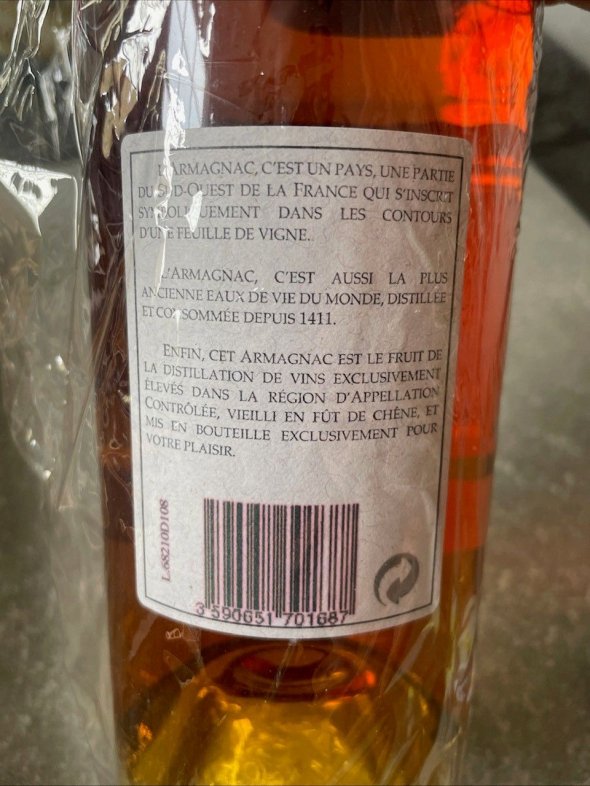 L'ARMAGNAC, C'EST UN PAYS, UNE PARTIE
DU SUD-OUEST DE LA FRANCE QUI S'INSCRIT
SYMBOLIQUEMENT DANS LES CONTOURS
D'UNE FEUILLE DE VIGNE.
L'ARMAGNAC, C'EST AUSSI LA PLUS
ANCIENNE EAUX DE VIE DU MONDE, DISTILLÉE
ET CONSOMMÉE DEPUIS 1411.
ENFIN, CET ARMAGNAC EST LE FRUIT DE
LA DISTILLATION DE VINS EXCLUSIVEMENT
ÉLEVÉS DANS LA RÉGION D'APPELLATION
CONTRÔLÉE, VIEILLI EN FÛT DE CHÊNE, ET
MIS EN BOUTEILLE EXCLUSIVEMENT POUR
VOTRE PLAISIR.
L.68210D108
3 590651 701687